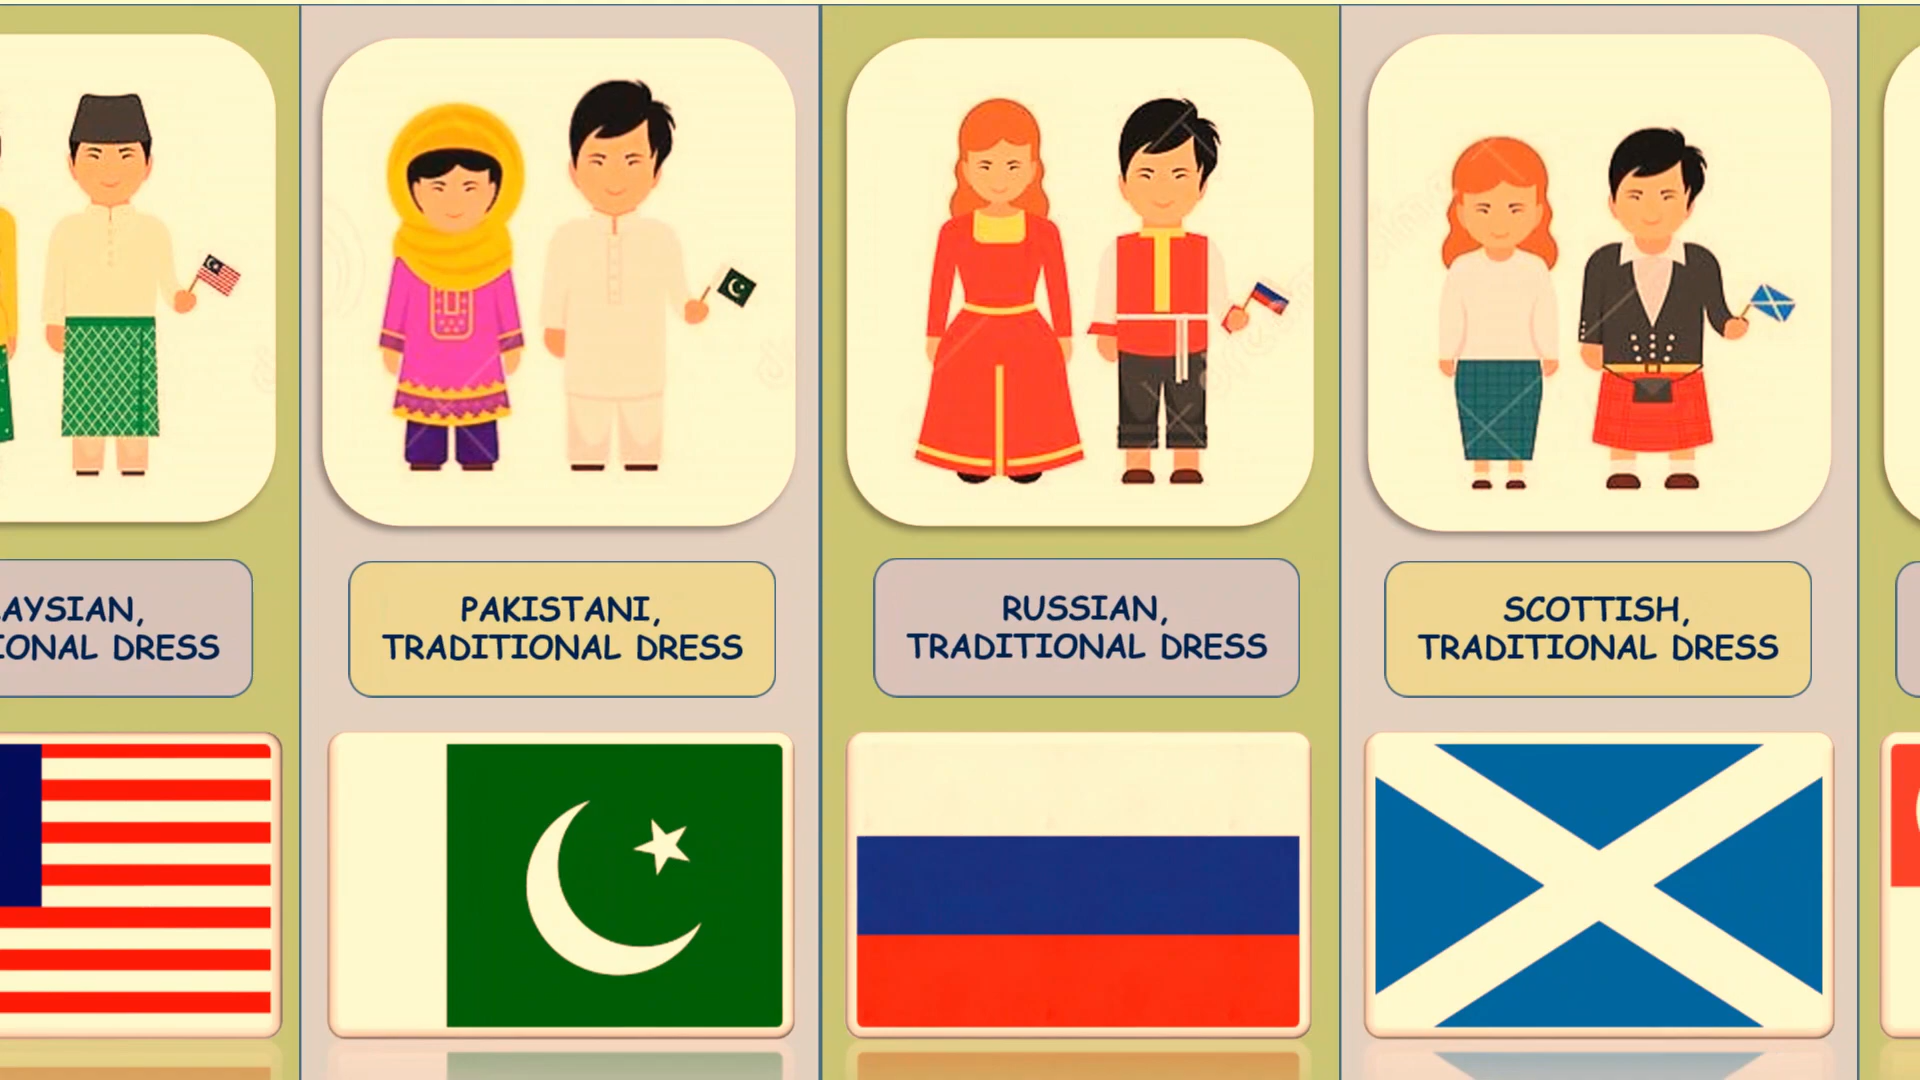 AYSIAN,
IONAL DRESS
PAKISTANI,
TRADITIONAL DRESS
RUSSIAN,
TRADITIONAL DRESS
SCOTTISH,
TRADITIONAL DRESS